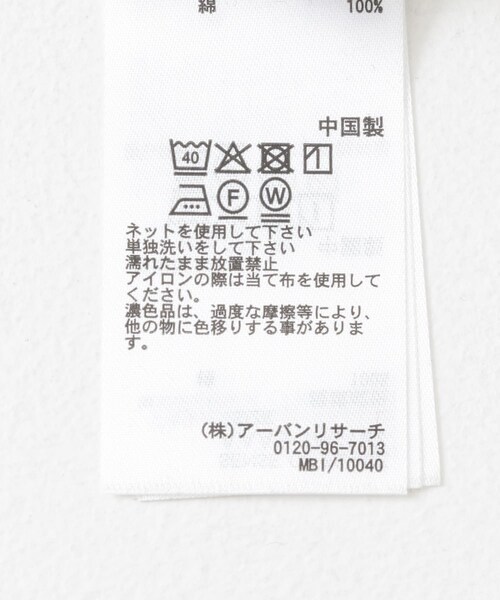 綿 100%
中国製
40
F W
ネットを使用して下さい
単独洗いをして下さい
濡れたまま放置禁止
アイロンの際は当て布を使用して
ください。
濃色品は、過度な摩擦等により、
他の物に色移りする事がありま
す。
(株)アーバンリサーチ
0120-96-7013
MBI/10040